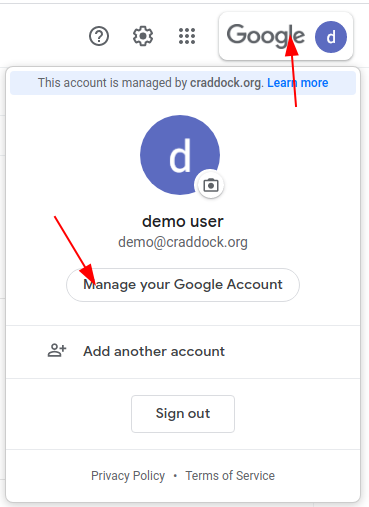 Google d
This account is managed by craddock.org. Learn more
d
demo user
demo@craddock.org
Manage your Google Account
Add another account
Sign out
Privacy Policy • Terms of Service